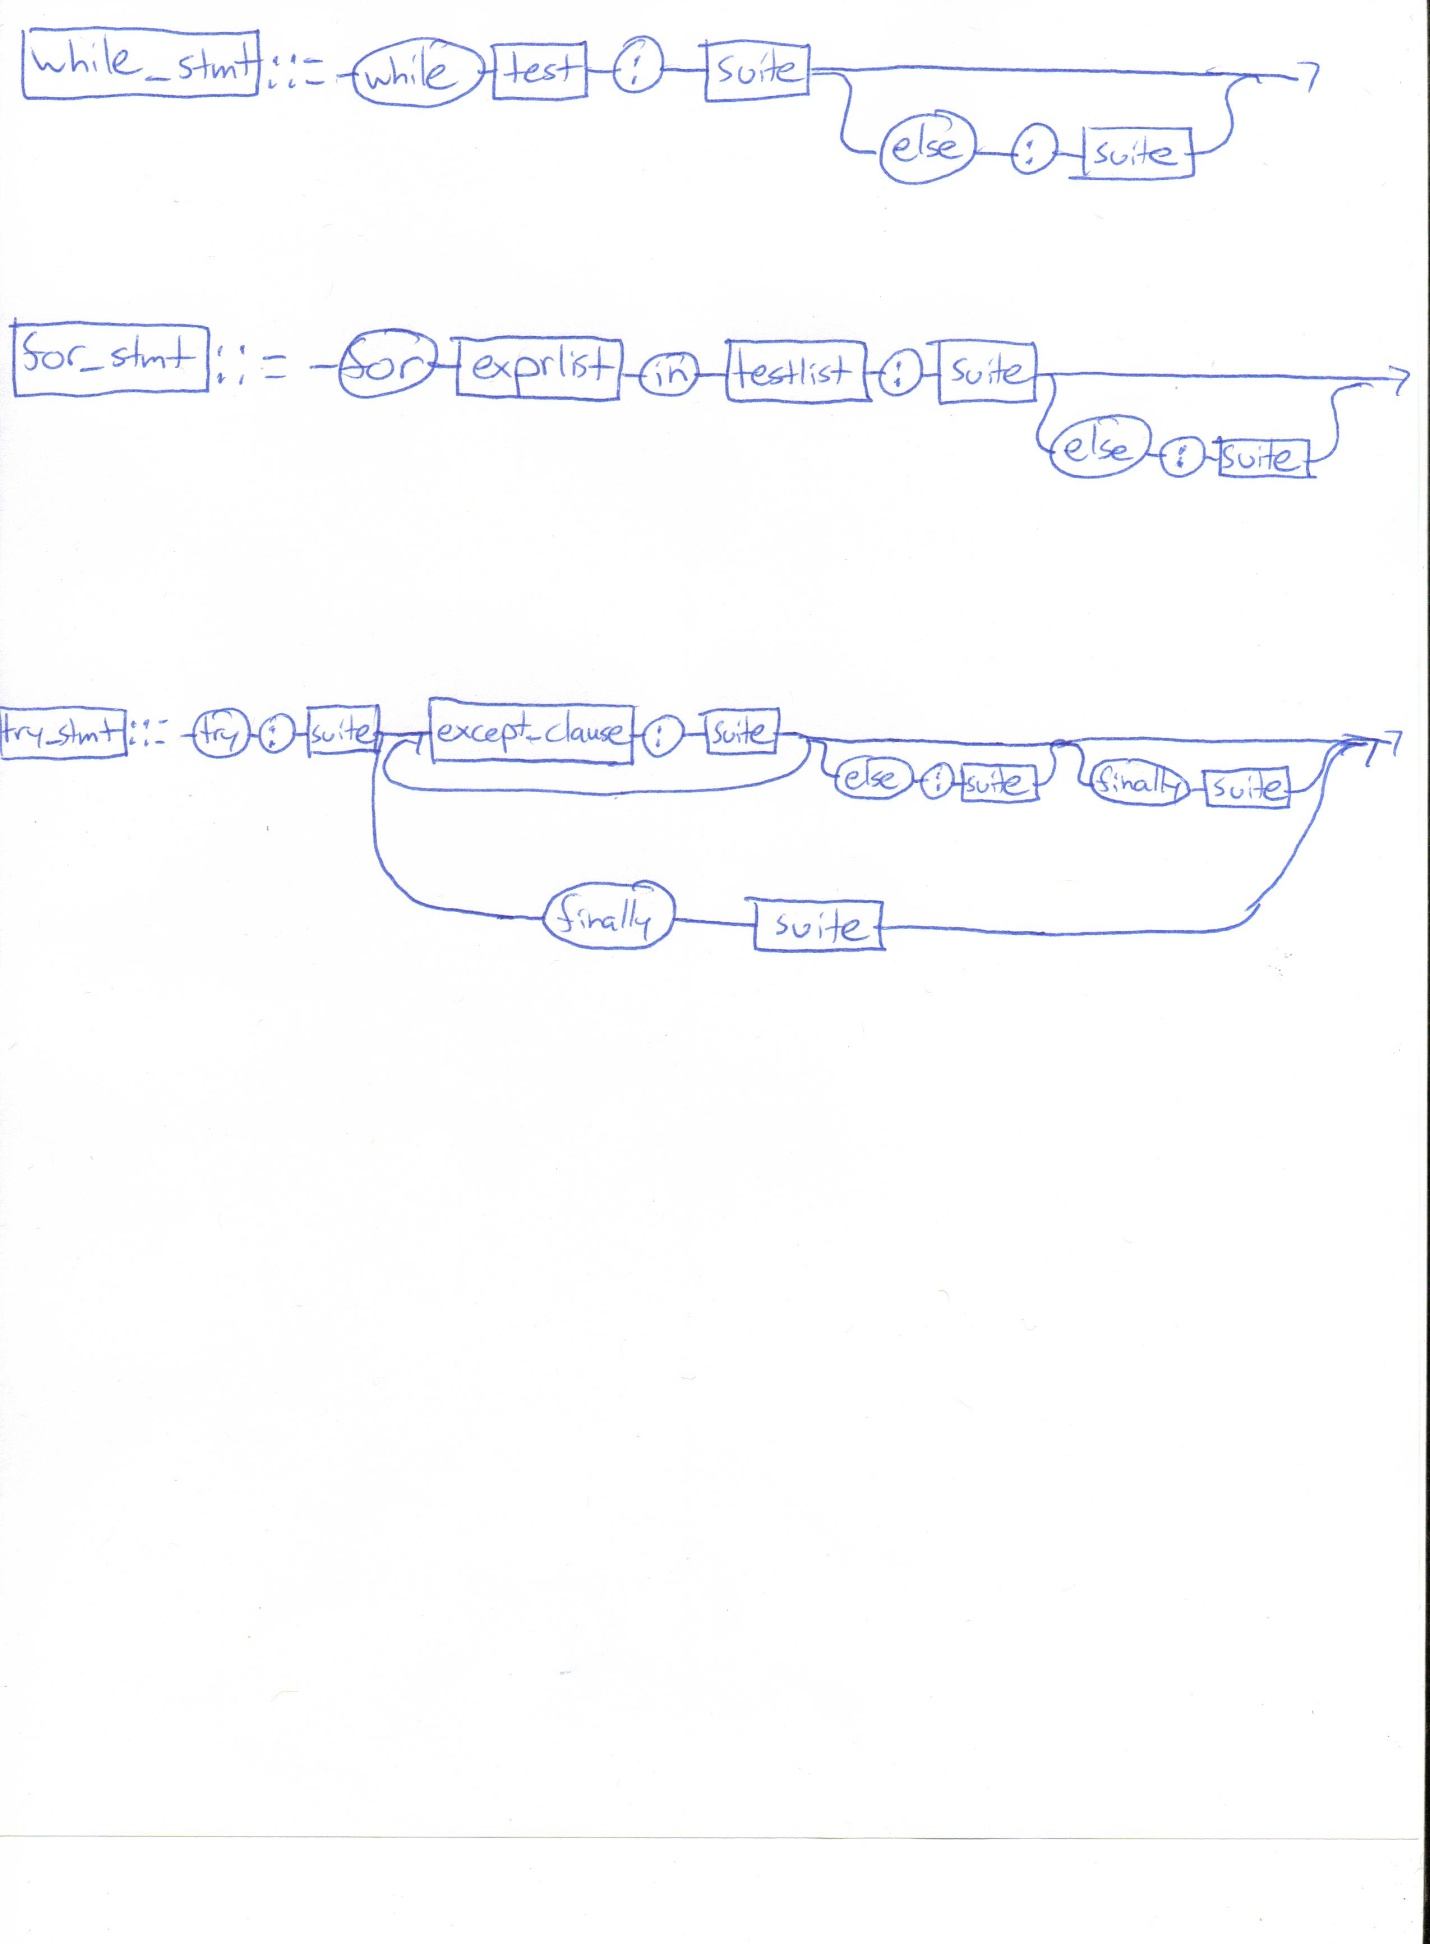 while_stmt ::= while test : suite
else : suite
for_stmt ::= for exprlist in testlist : suite
else : suite
try_stmt ::= try : suite except_clause : suite
else : suite finally suite
finally suite